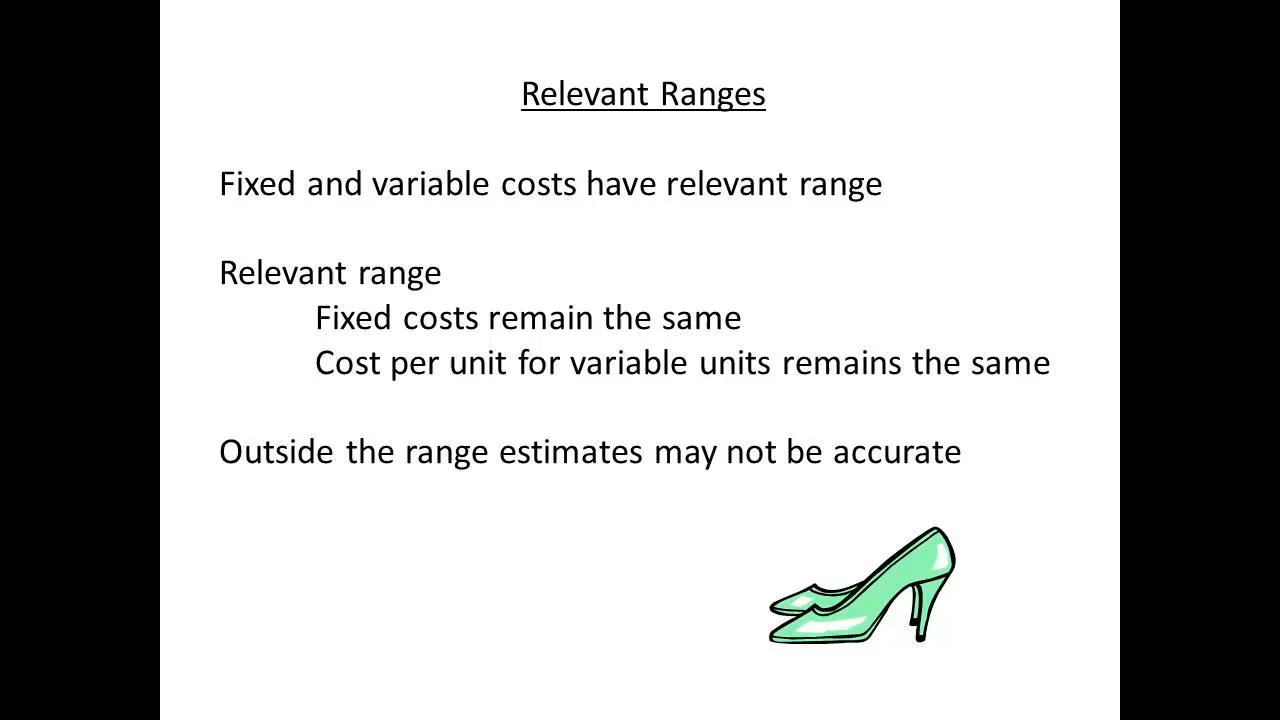 Relevant Ranges
Fixed and variable costs have relevant range
Relevant range
Fixed costs remain the same
Cost per unit for variable units remains the same
Outside the range estimates may not be accurate